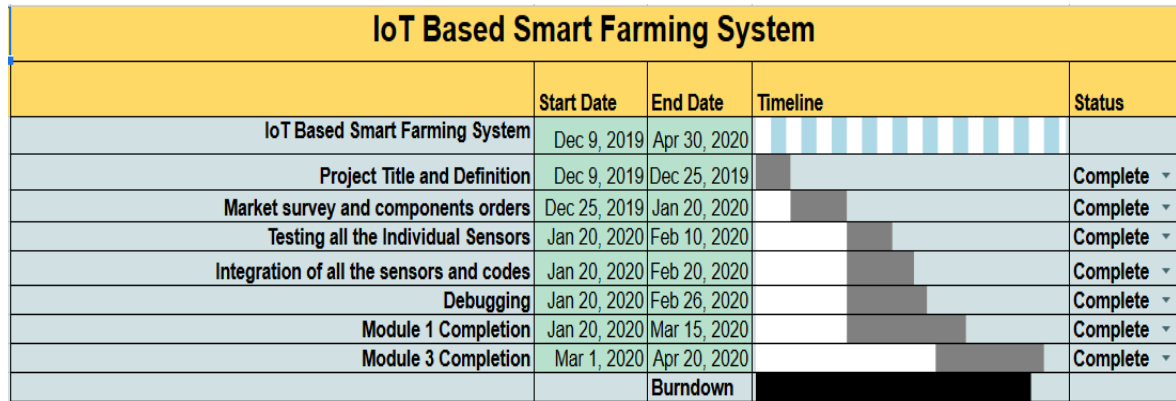 IoT Based Smart Farming System
Start Date End Date Timeline Status
IoT Based Smart Farming System Dec 9, 2019 Apr 30, 2020
Project Title and Definition Dec 9, 2019 Dec 25, 2019 Complete
Market survey and components orders Dec 25, 2019 Jan 20, 2020 Complete
Testing all the Individual Sensors Jan 20, 2020 Feb 10, 2020 Complete
Integration of all the sensors and codes Jan 20, 2020 Feb 20, 2020 Complete
Debugging Jan 20, 2020 Feb 26, 2020 Complete
Module 1 Completion Jan 20, 2020 Mar 15, 2020 Complete
Module 3 Completion Mar 1, 2020 Apr 20, 2020 Complete
Burndown